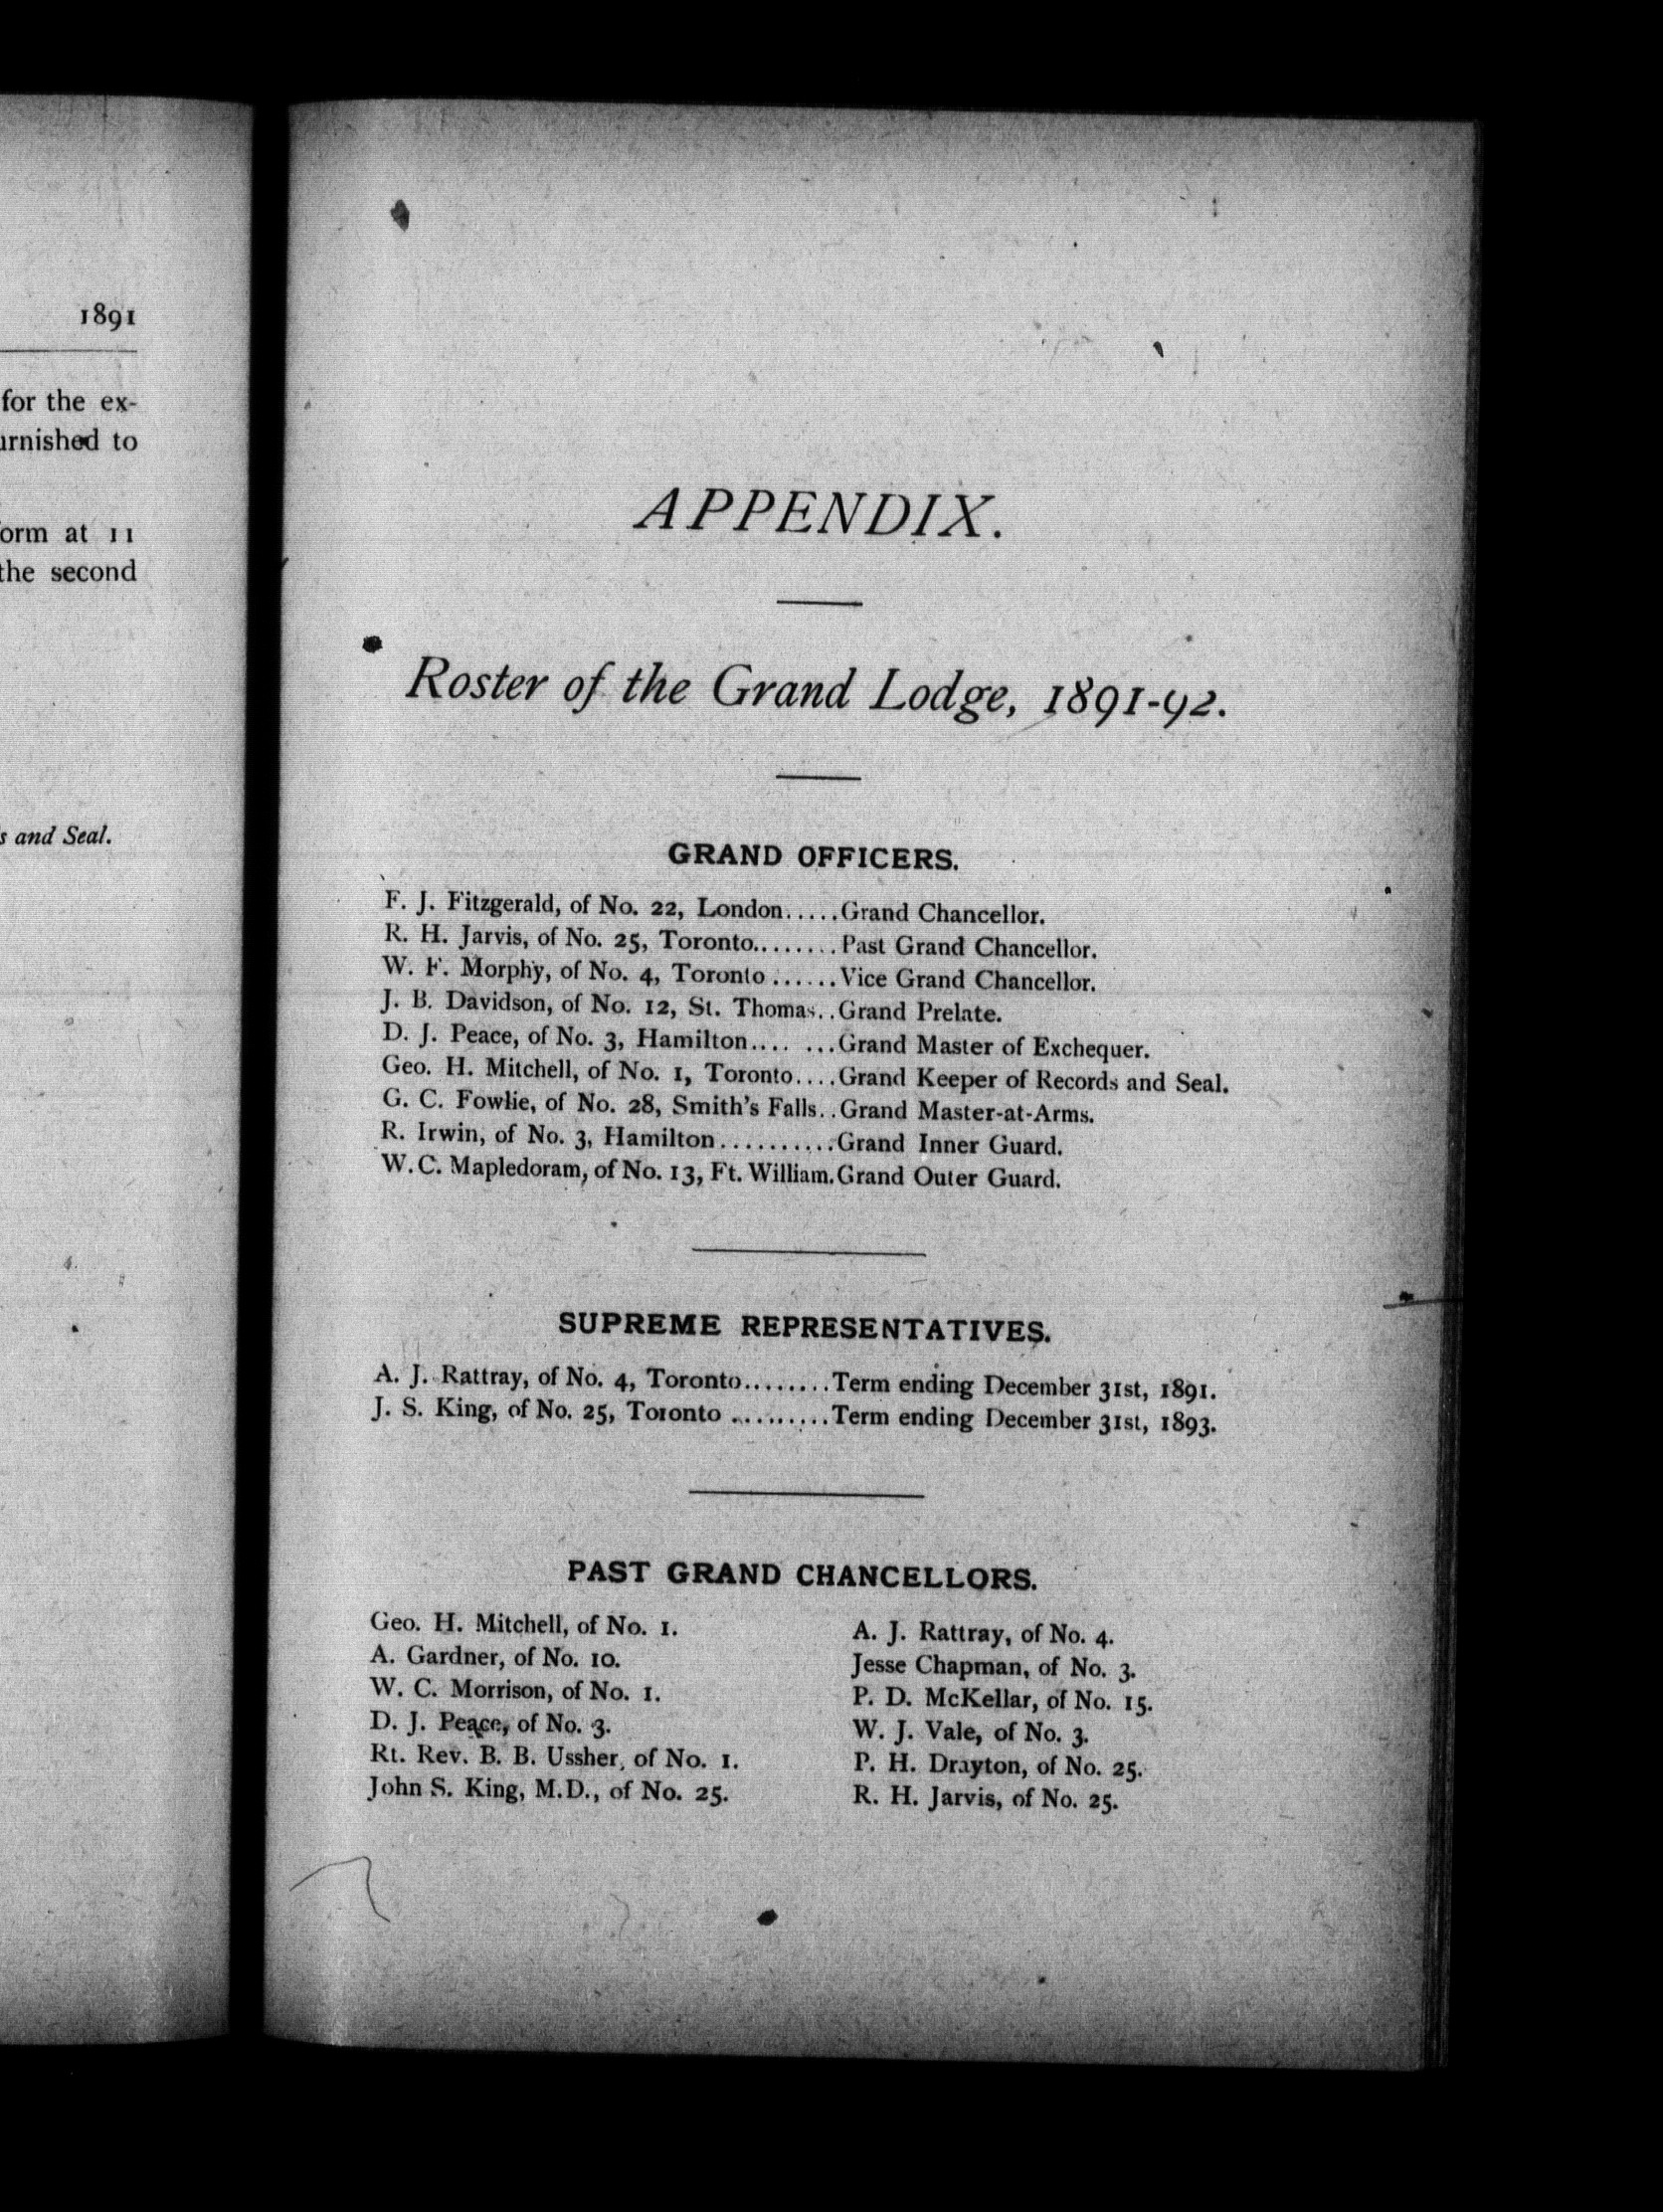 1891
for the ex-
urnished to
orm at 11
the second
s and Seal.
APPENDIX.
Roster of the Grand Lodge, 1891-92.
GRAND OFFICERS.
F. J. Fitzgerald, of No. 22, London.....Grand Chancellor.
R. H. Jarvis, of No. 25, Toronto........Past Grand Chancellor.
W. F. Morphy, of No. 4, Toronto ......Vice Grand Chancellor.
J. B. Davidson, of No. 12, St. Thomas..Grand Prelate.
D. J. Peace, of No. 3, Hamilton.... ...Grand Master of Exchequer.
Geo. H. Mitchell, of No. 1, Toronto....Grand Keeper of Records and Seal.
G. C. Fowlie, of No. 28, Smith's Falls..Grand Master-at-Arms.
R. Irwin, of No. 3, Hamilton..........Grand Inner Guard.
W. C. Mapledoram, of No. 13, Ft. William.Grand Outer Guard.
SUPREME REPRESENTATIVES.
A. J. Rattray, of No. 4, Toronto........Term ending December 31st, 1891.
J. S. King, of No. 25, Toronto .........Term ending December 31st, 1893.
PAST GRAND CHANCELLORS.
Geo. H. Mitchell, of No. 1.
A. Gardner, of No. 10.
W. C. Morrison, of No. 1.
D. J. Peace, of No. 3.
Rt. Rev. B. B. Ussher, of No. 1.
John S. King, M.D., of No. 25.
A. J. Rattray, of No. 4.
Jesse Chapman, of No. 3.
P. D. McKellar, of No. 15.
W. J. Vale, of No. 3.
P. H. Drayton, of No. 25.
R. H. Jarvis, of No. 25.